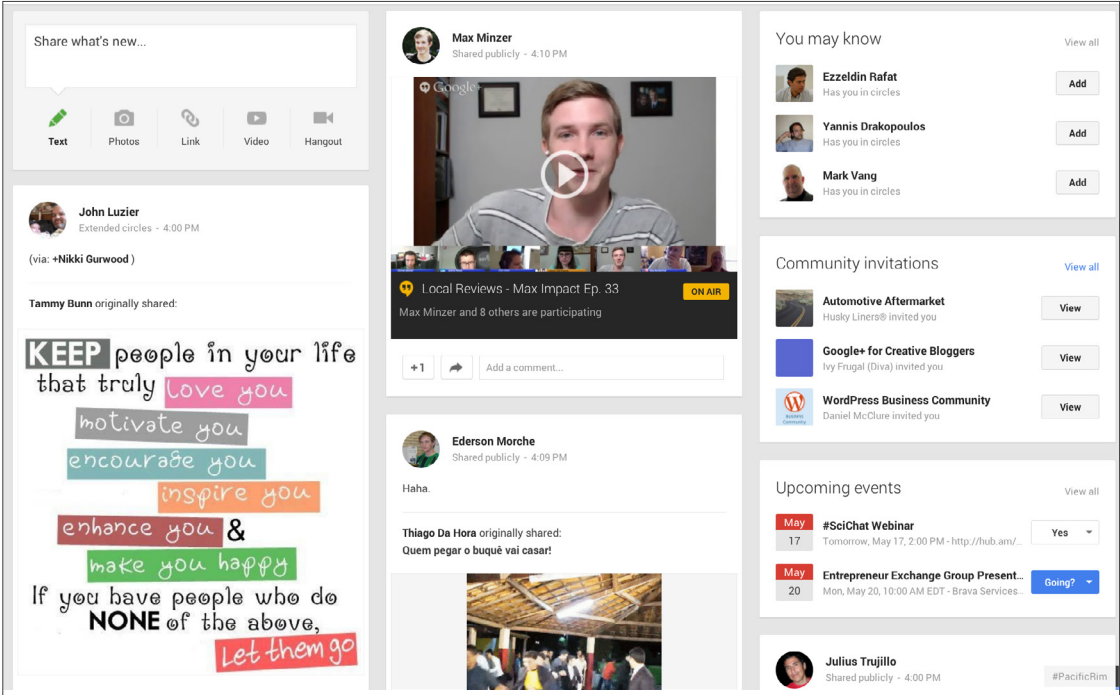 Share what's new...
Text
Photos
Link
Video
Hangout
John Luzier
Extended circles - 4:00 PM
(via: +Nikki Gurwood )
Tammy Bunn originally shared:
KEEP people in your life
that truly Love you
motivate you
encourage you
inspire you
enhance you &
make you happy
If you have people who do
NONE of the above,
Let them go
Max Minzer
Shared publicly - 4:10 PM
Google+
Local Reviews - Max Impact Ep. 33
ON AIR
Max Minzer and 8 others are participating
+1
Add a comment...
Ederson Morche
Shared publicly - 4:09 PM
Haha.
Thiago Da Hora originally shared:
Quem pegar o buquê vai casar!
You may know
View all
Ezzeldin Rafat
Has you in circles
Add
Yannis Drakopoulos
Has you in circles
Add
Mark Vang
Has you in circles
Add
Community invitations
View all
Automotive Aftermarket
Husky Liners® invited you
View
Google+ for Creative Bloggers
Ivy Frugal (Diva) invited you
View
WordPress Business Community
Daniel McClure invited you
View
Business
Community
Upcoming events
View all
May
17
#SciChat Webinar
Tomorrow, May 17, 2:00 PM - http://hub.am/...
Yes
May
20
Entrepreneur Exchange Group Present...
Mon, May 20, 10:00 AM EDT - Brava Services...
Going?
Julius Trujillo
Shared publicly - 4:00 PM
#PacificRim